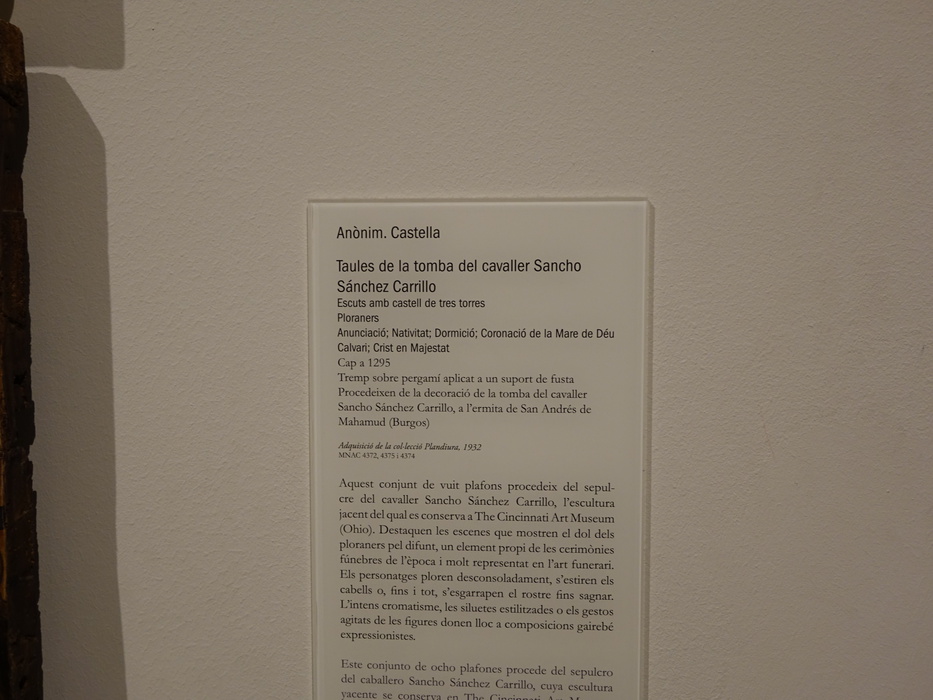 Anònim. Castella
Taules de la tomba del cavaller Sancho
Sánchez Carrillo
Escuts amb castell de tres torres
Ploraners
Anunciació; Nativitat; Dormició; Coronació de la Mare de Déu
Calvari; Crist en Majestat
Cap a 1295
Tremp sobre pergamí aplicat a un suport de fusta
Procedeixen de la decoració de la tomba del cavaller
Sancho Sánchez Carrillo, a l'ermita de San Andrés de
Mahamud (Burgos)
Adquisició de la col·lecció Plandiura, 1932
MNAC 4372, 4375 i 4374
Aquest conjunt de vuit plafons procedeix del sepul-
cre del cavaller Sancho Sánchez Carrillo, l'escultura
jacent del qual es conserva a The Cincinnati Art Museum
(Ohio). Destaquen les escenes que mostren el dol dels
ploraners pel difunt, un element propi de les cerimònies
fúnebres de l'època i molt representat en l'art funerari.
Els personatges ploren desconsoladament, s'estiren els
cabells o, fins i tot, s'esgarrapen el rostre fins sagnar.
L'intens cromatisme, les siluetes estilitzades o els gestos
agitats de les figures donen lloc a composicions gairebé
expressionistes.
Este conjunto de ocho plafones procede del sepulcro
del caballero Sancho Sánchez Carrillo, cuya escultura
yacente se conserva en The Cincinnati Art